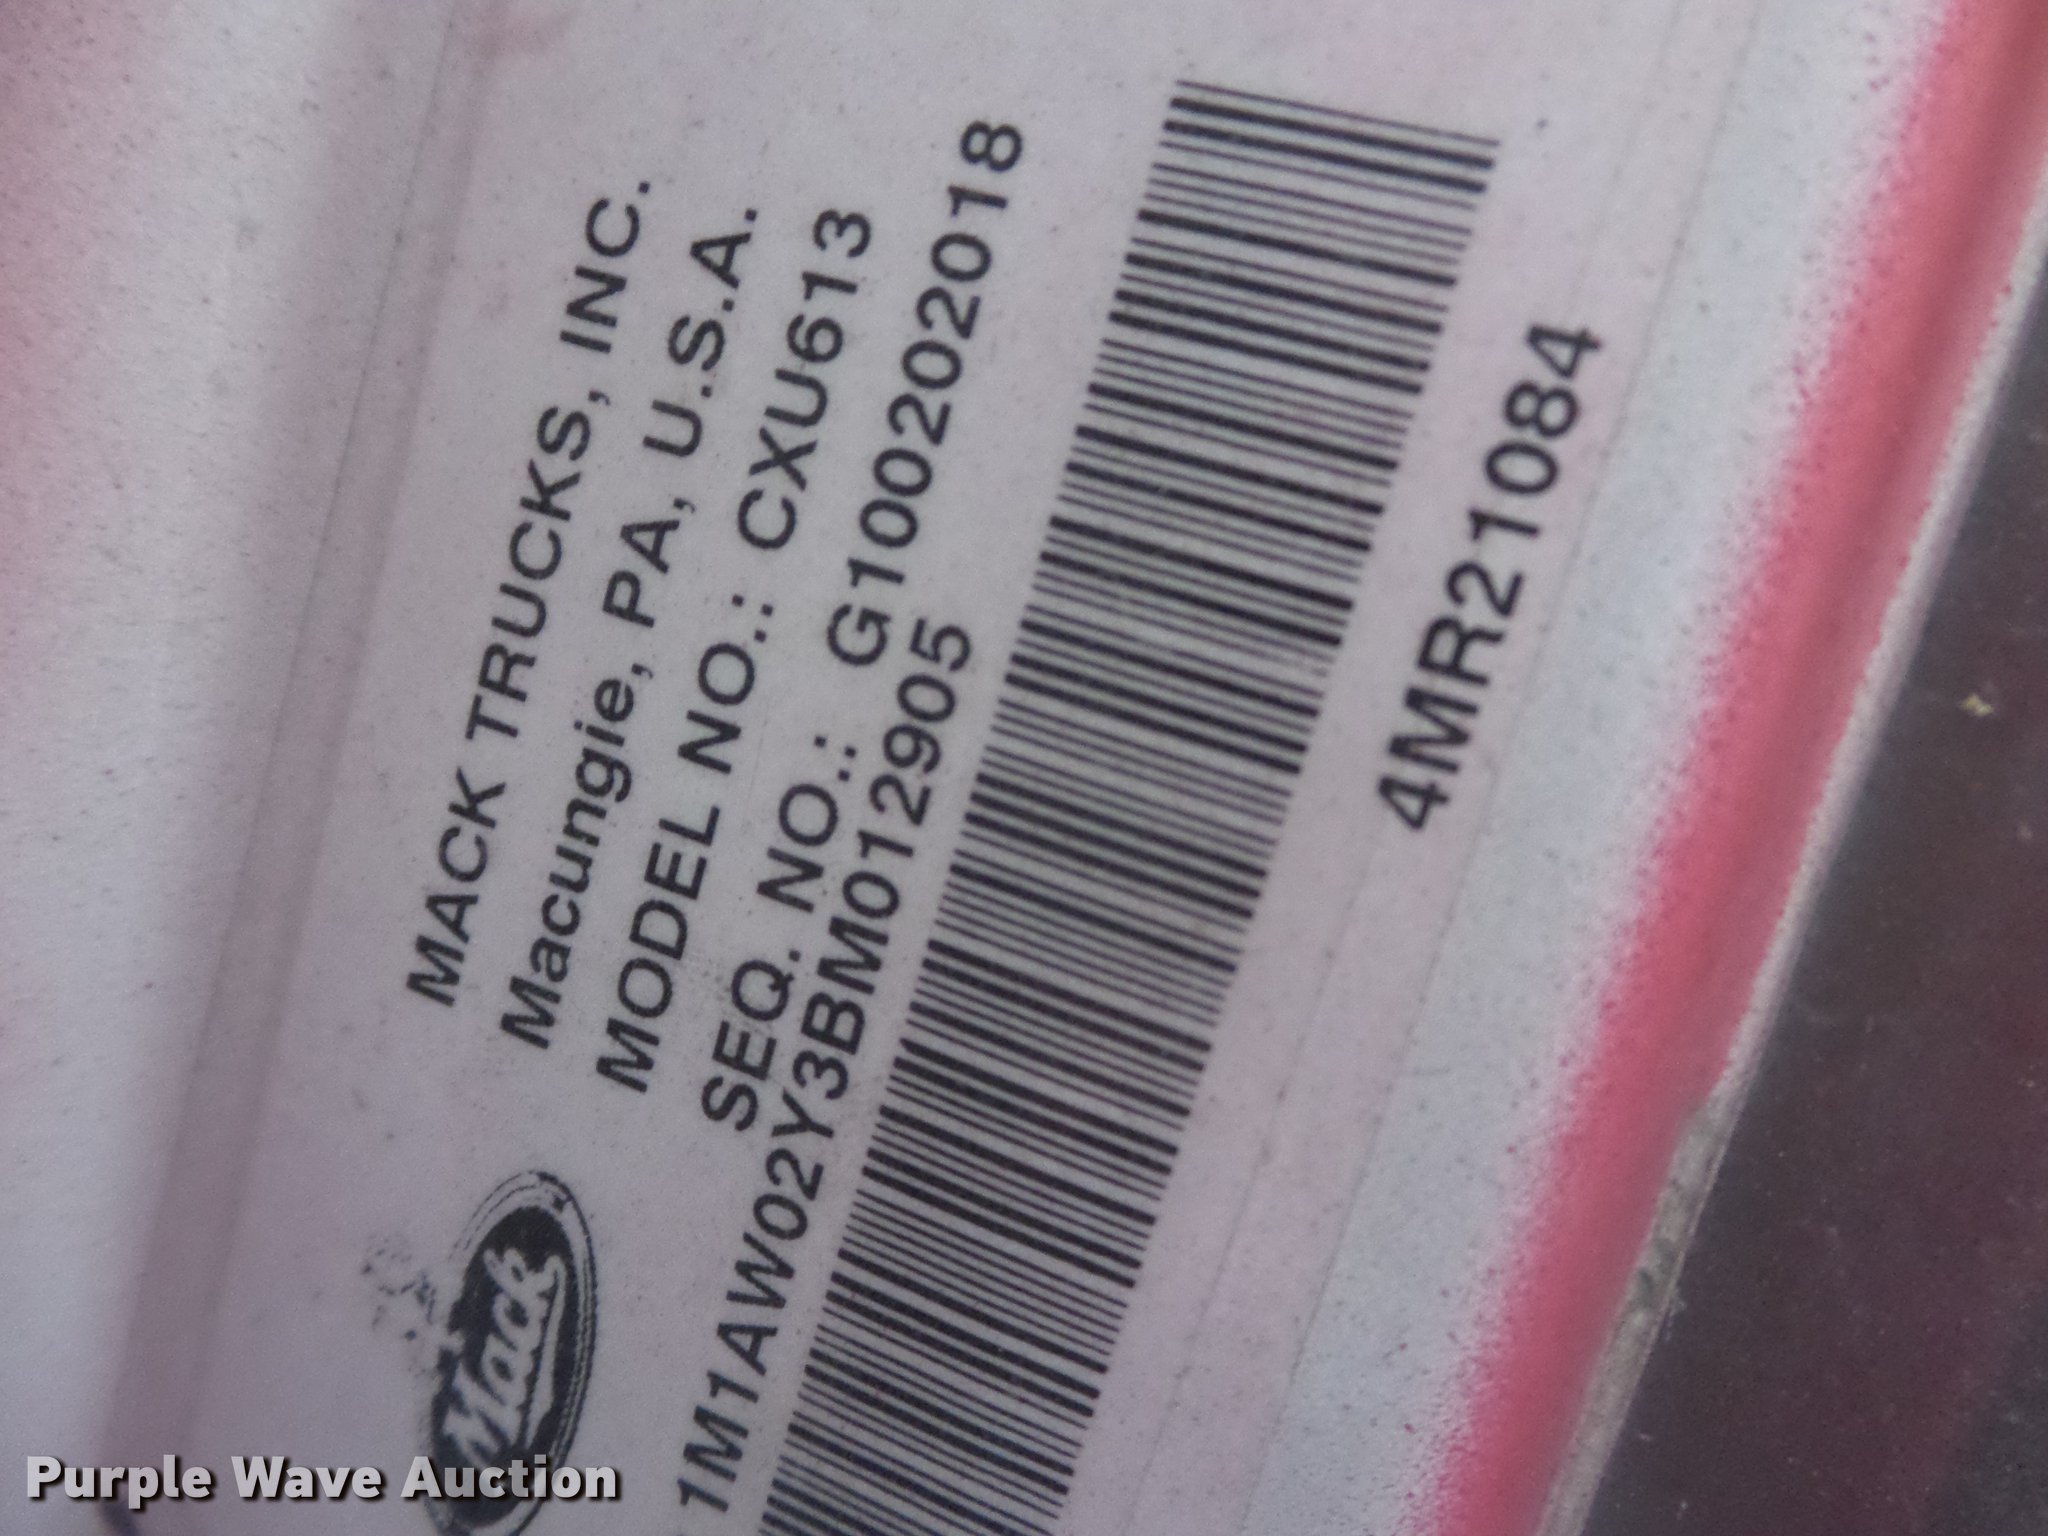 MACK TRUCKS, INC.
Macungie, PA, U.S.A.
MODEL NO.: CXU613
SEQ. NO.: G100202018
1M1AW02Y3BM012905
4MR21084
Mack
Purple Wave Auction